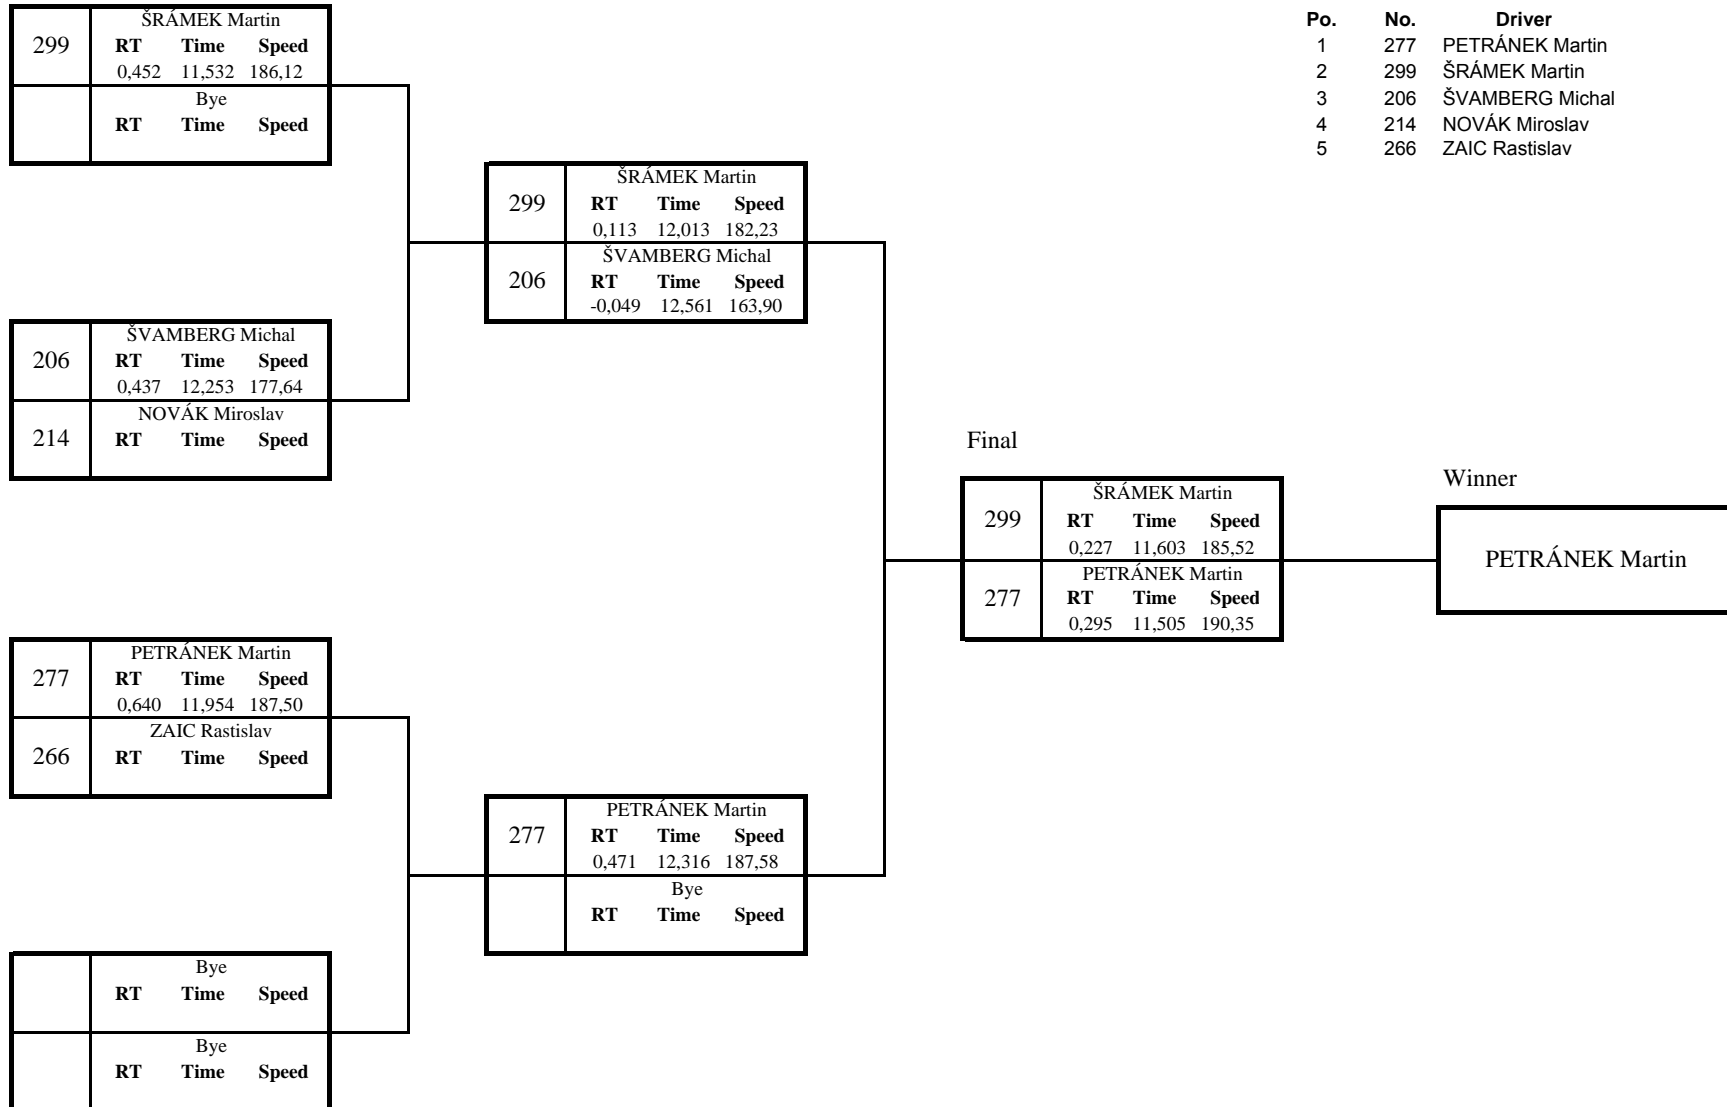 ŠRÁMEK Martin
299 RT Time Speed
0,452 11,532 186,12
Bye
RT Time Speed
ŠVAMBERG Michal
206 RT Time Speed
0,437 12,253 177,64
NOVÁK Miroslav
214 RT Time Speed
PETRÁNEK Martin
277 RT Time Speed
0,640 11,954 187,50
ZAIC Rastislav
266 RT Time Speed
Bye
RT Time Speed
Bye
RT Time Speed
ŠRÁMEK Martin
299 RT Time Speed
0,113 12,013 182,23
ŠVAMBERG Michal
206 RT Time Speed
-0,049 12,561 163,90
PETRÁNEK Martin
277 RT Time Speed
0,471 12,316 187,58
Bye
RT Time Speed
Final
ŠRÁMEK Martin
299 RT Time Speed
0,227 11,603 185,52
PETRÁNEK Martin
277 RT Time Speed
0,295 11,505 190,35
Winner
PETRÁNEK Martin
Po. No. Driver
1 277 PETRÁNEK Martin
2 299 ŠRÁMEK Martin
3 206 ŠVAMBERG Michal
4 214 NOVÁK Miroslav
5 266 ZAIC Rastislav